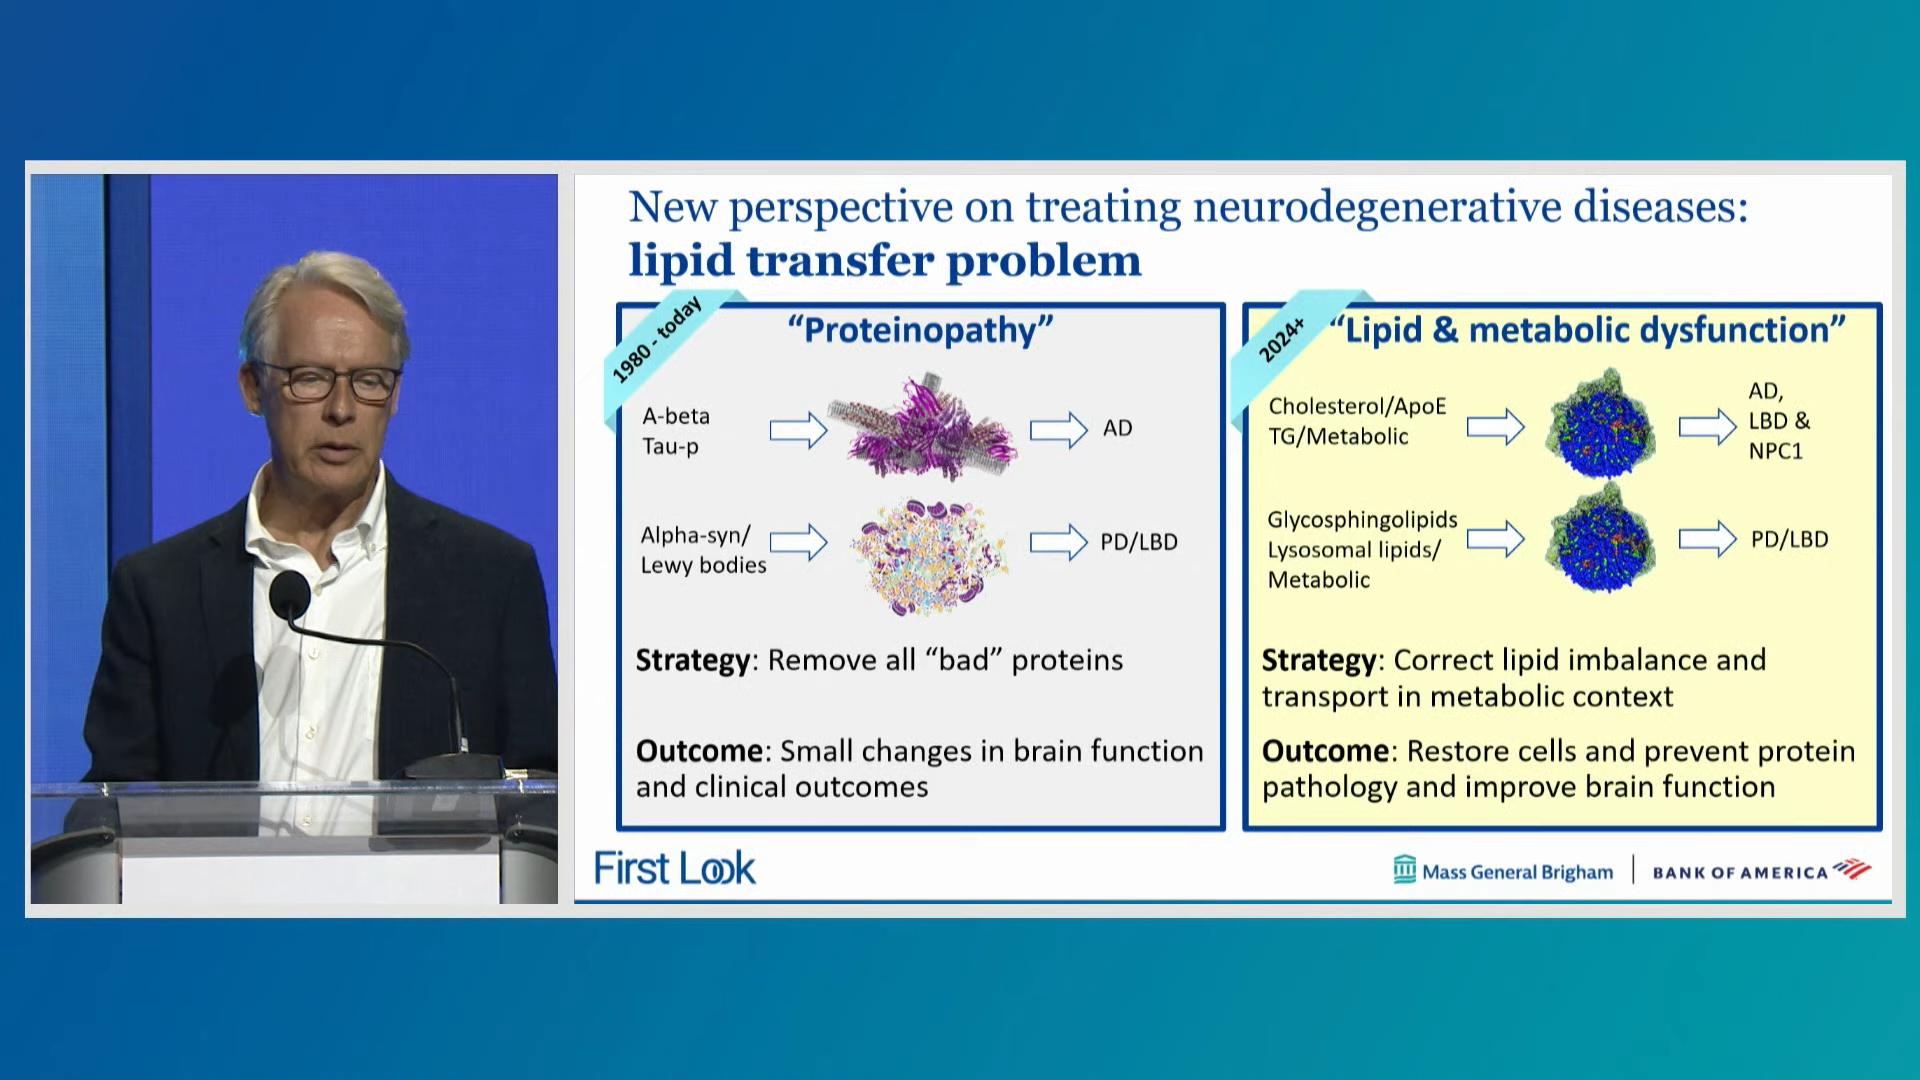 New perspective on treating neurodegenerative diseases:
lipid transfer problem
1980 - today
“Proteinopathy”
A-beta
Tau-p
AD
Alpha-syn/
Lewy bodies
PD/LBD
Strategy: Remove all “bad” proteins
Outcome: Small changes in brain function
and clinical outcomes
2024+
“Lipid & metabolic dysfunction”
Cholesterol/ApoE
TG/Metabolic
AD,
LBD &
NPC1
Glycosphingolipids
Lysosomal lipids/
Metabolic
PD/LBD
Strategy: Correct lipid imbalance and
transport in metabolic context
Outcome: Restore cells and prevent protein
pathology and improve brain function
First Look
Mass General Brigham
BANK OF AMERICA